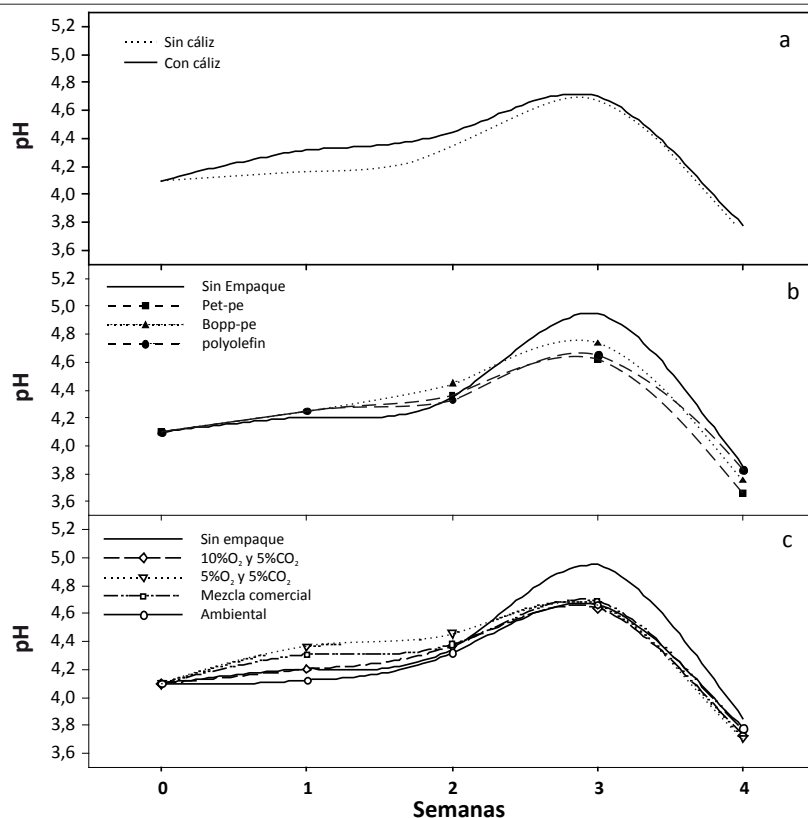 5,2
a
Sin cáliz
5,0
Con cáliz
4,8
4,6
pH
4,4
4,2
4,0
3,8
3,6
5,2
b
Sin Empaque
5,0
Pet-pe
4,8
Bopp-pe
4,6
polyolefin
pH
4,4
4,2
4,0
3,8
3,6
5,2
c
Sin empaque
5,0
10%O₂ y 5%CO₂
4,8
5%O₂ y 5%CO₂
4,6
Mezcla comercial
pH
4,4
Ambiental
4,2
4,0
3,8
3,6
0 1 2 3 4
Semanas